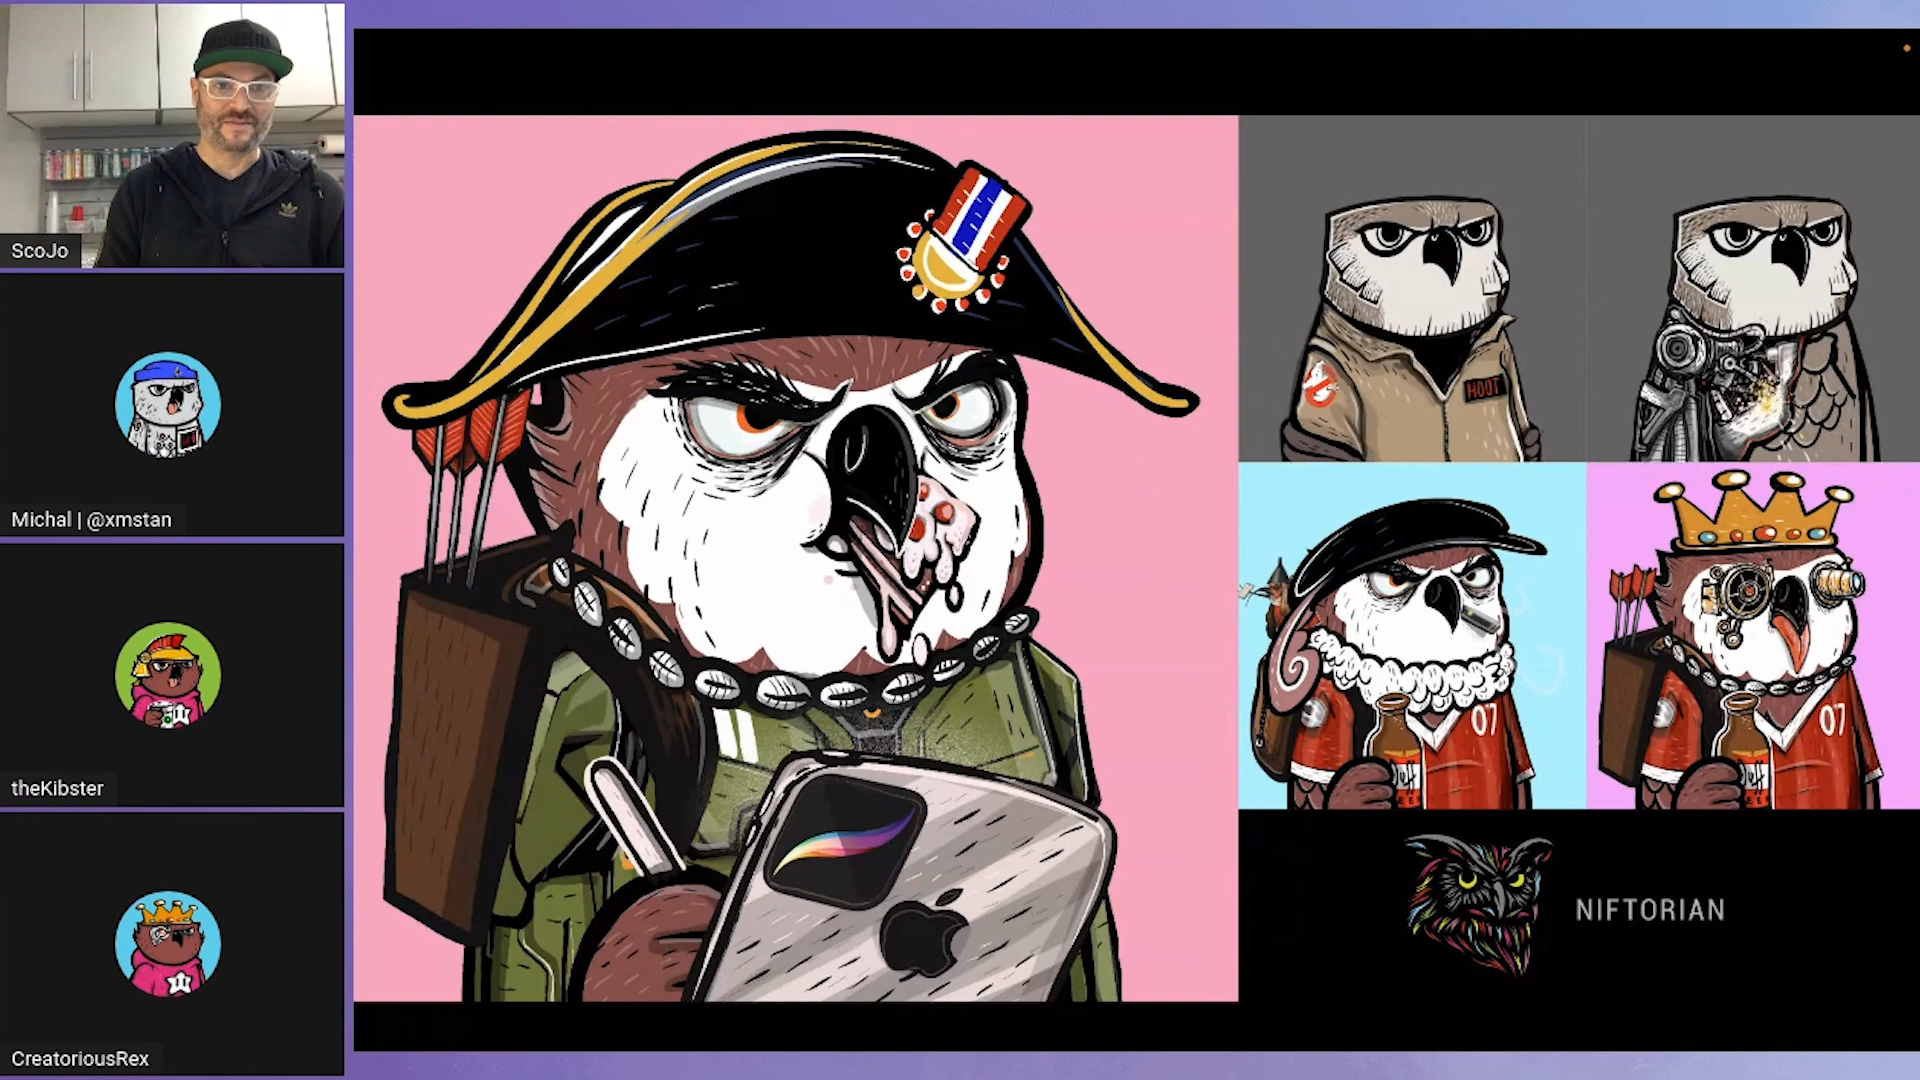 ScoJo
Michal | @xmstan
theKibster
CreatoriousRex
HOOT
07
07
NIFTORIAN